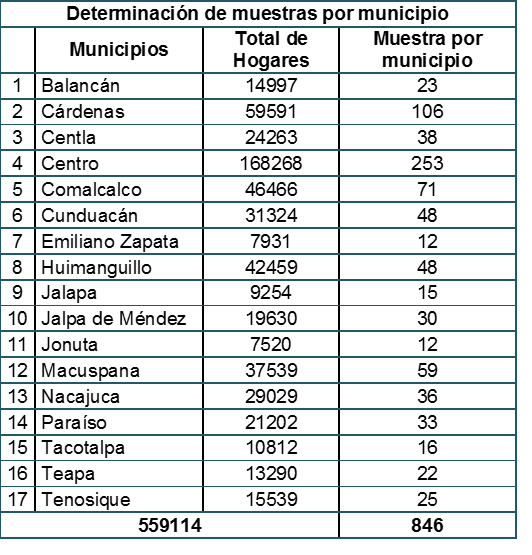 Determinación de muestras por municipio
Municipios Total de Hogares Muestra por municipio
1 Balancán 14997 23
2 Cárdenas 59591 106
3 Centla 24263 38
4 Centro 168268 253
5 Comalcalco 46466 71
6 Cunduacán 31324 48
7 Emiliano Zapata 7931 12
8 Huimanguillo 42459 48
9 Jalapa 9254 15
10 Jalpa de Méndez 19630 30
11 Jonuta 7520 12
12 Macuspana 37539 59
13 Nacajuca 29029 36
14 Paraíso 21202 33
15 Tacotalpa 10812 16
16 Teapa 13290 22
17 Tenosique 15539 25
559114 846